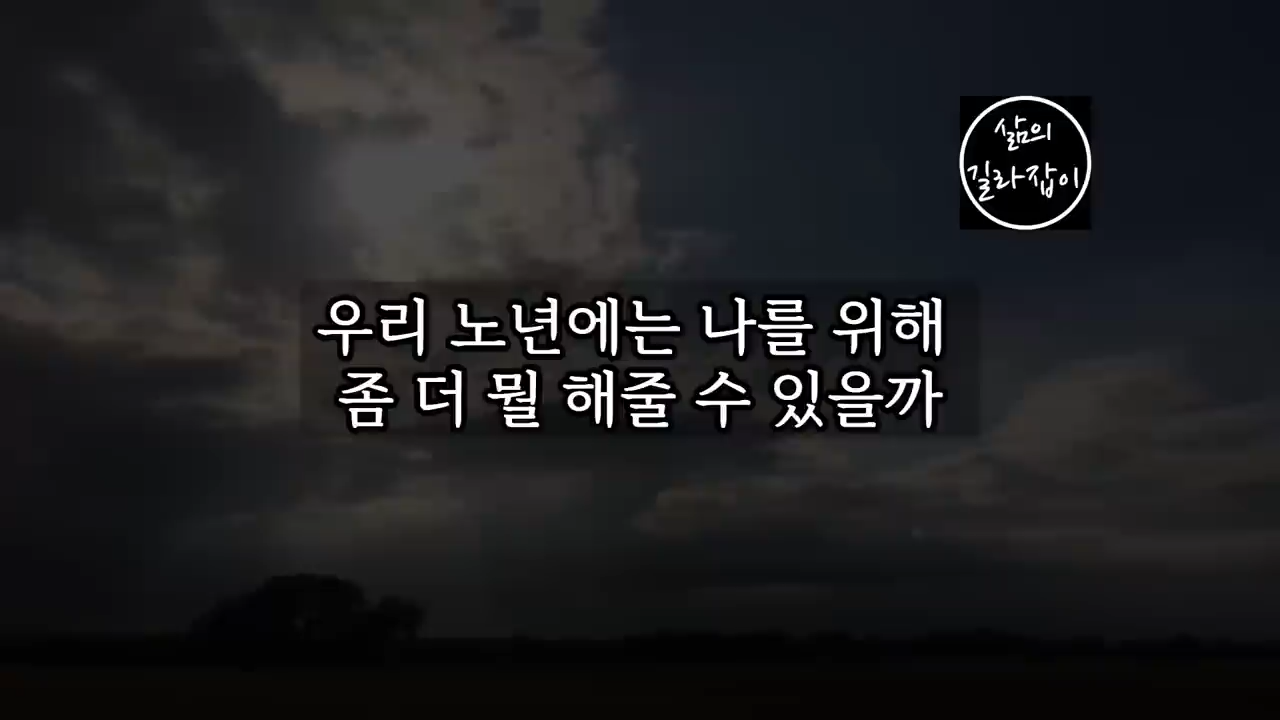 삶의
길라잡이
우리 노년에는 나를 위해
좀 더 뭘 해줄 수 있을까